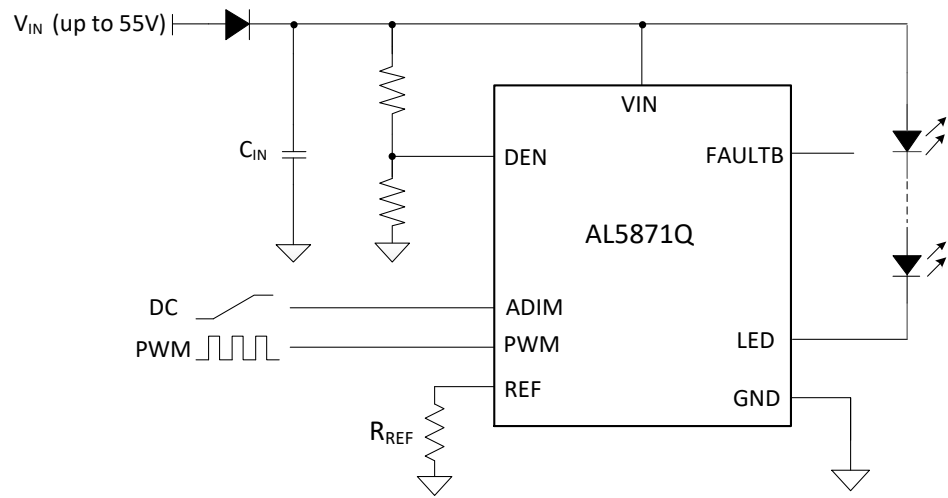 VIN (up to 55V)
VIN
CIN
DEN
FAULTB
AL5871Q
DC
ADIM
PWM
PWM
LED
REF
GND
RREF